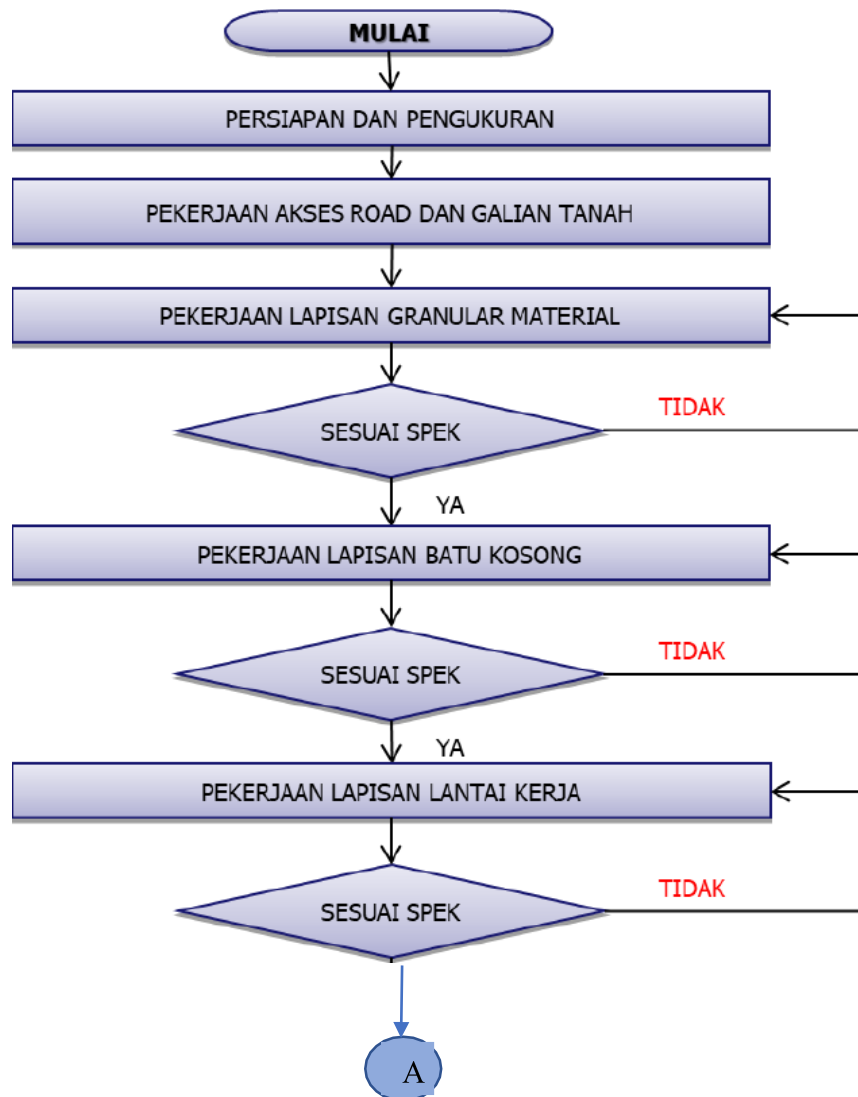 MULAI
PERSIAPAN DAN PENGUKURAN
PEKERJAAN AKSES ROAD DAN GALIAN TANAH
PEKERJAAN LAPISAN GRANULAR MATERIAL
TIDAK
SESUAI SPEK
YA
PEKERJAAN LAPISAN BATU KOSONG
TIDAK
SESUAI SPEK
YA
PEKERJAAN LAPISAN LANTAI KERJA
TIDAK
SESUAI SPEK
A